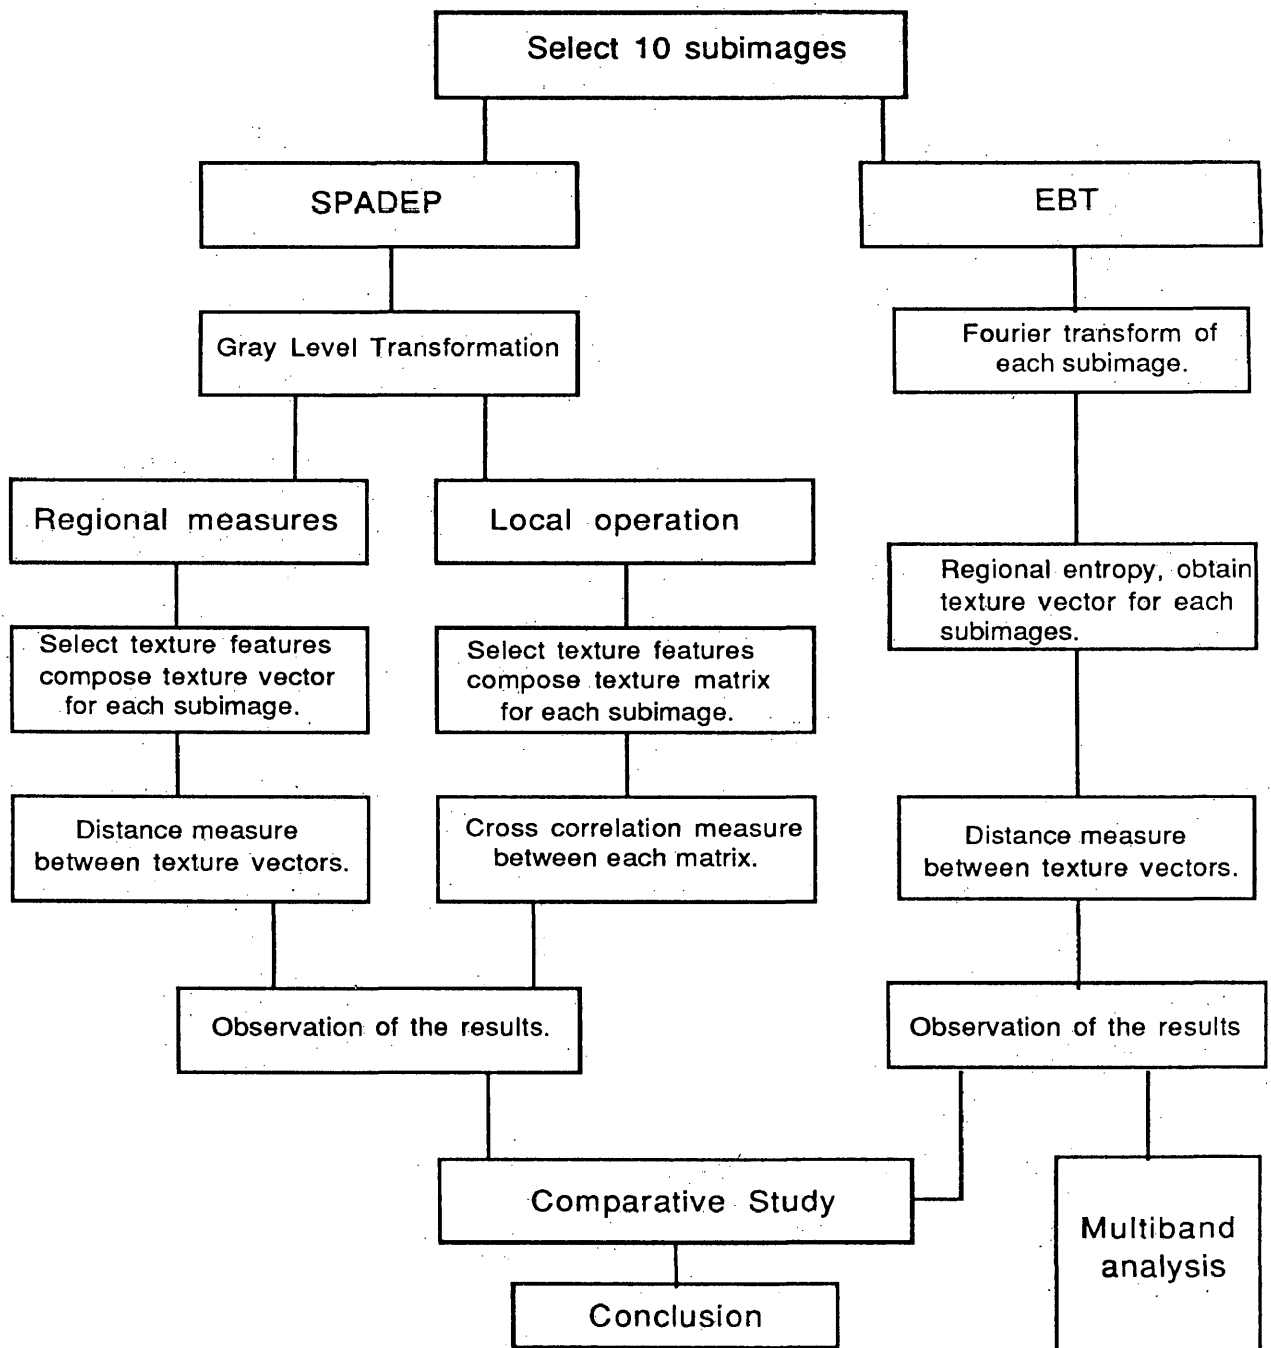 Select 10 subimages
SPADEP
EBT
Gray Level Transformation
Fourier transform of
each subimage.
Regional measures
Local operation
Regional entropy, obtain
texture vector for each
subimages.
Select texture features
compose texture vector
for each subimage.
Select texture features
compose texture matrix
for each subimage.
Distance measure
between texture vectors.
Cross correlation measure
between each matrix.
Distance measure
between texture vectors.
Observation of the results.
Observation of the results
Comparative Study
Multiband
analysis
Conclusion